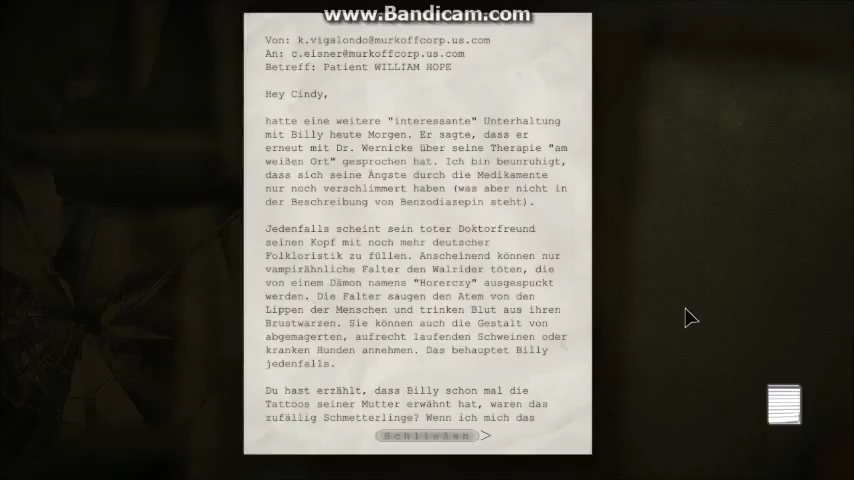 www.Bandicam.com
Von: k.vigalondo@murkoffcorp.us.com
An: c.eisner@murkoffcorp.us.com
Betreff: Patient WILLIAM HOPE
Hey Cindy,
hatte eine weitere "interessante" Unterhaltung
mit Billy heute Morgen. Er sagte, dass er
erneut mit Dr. Wernicke über seine Therapie "am
weißen Ort" gesprochen hat. Ich bin beunruhigt,
dass sich seine Ängste durch die Medikamente
nur noch verschlimmert haben (was aber nicht in
der Beschreibung von Benzodiazepin steht).
Jedenfalls scheint sein toter Doktorfreund
seinen Kopf mit noch mehr deutscher
Folkloristik zu füllen. Anscheinend können nur
vampirähnliche Falter den Walrider töten, die
von einem Dämon namens "Horerczy" ausgespuckt
werden. Die Falter saugen den Atem von den
Lippen der Menschen und trinken Blut aus ihren
Brustwarzen. Sie können auch die Gestalt von
abgemagerten, aufrecht laufenden Schweinen oder
kranken Hunden annehmen. Das behauptet Billy
jedenfalls.
Du hast erzählt, dass Billy schon mal die
Tattoos seiner Mutter erwähnt hat, waren das
zufällig Schmetterlinge? Wenn ich mich das
Schließen >